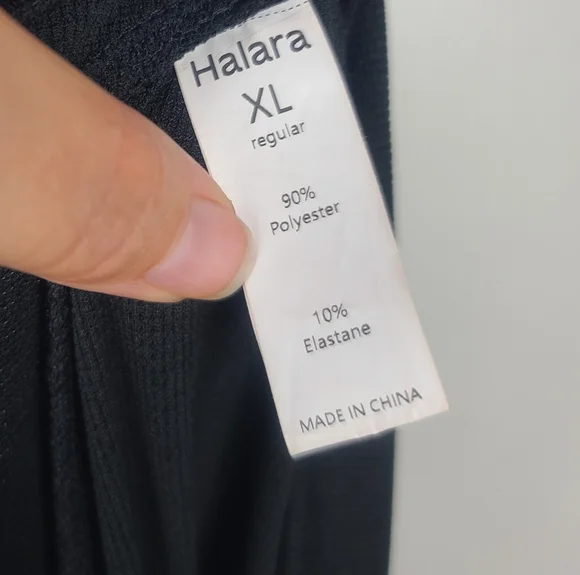 Halara
XL
regular
90%
Polyester
10%
Elastane
MADE IN CHINA